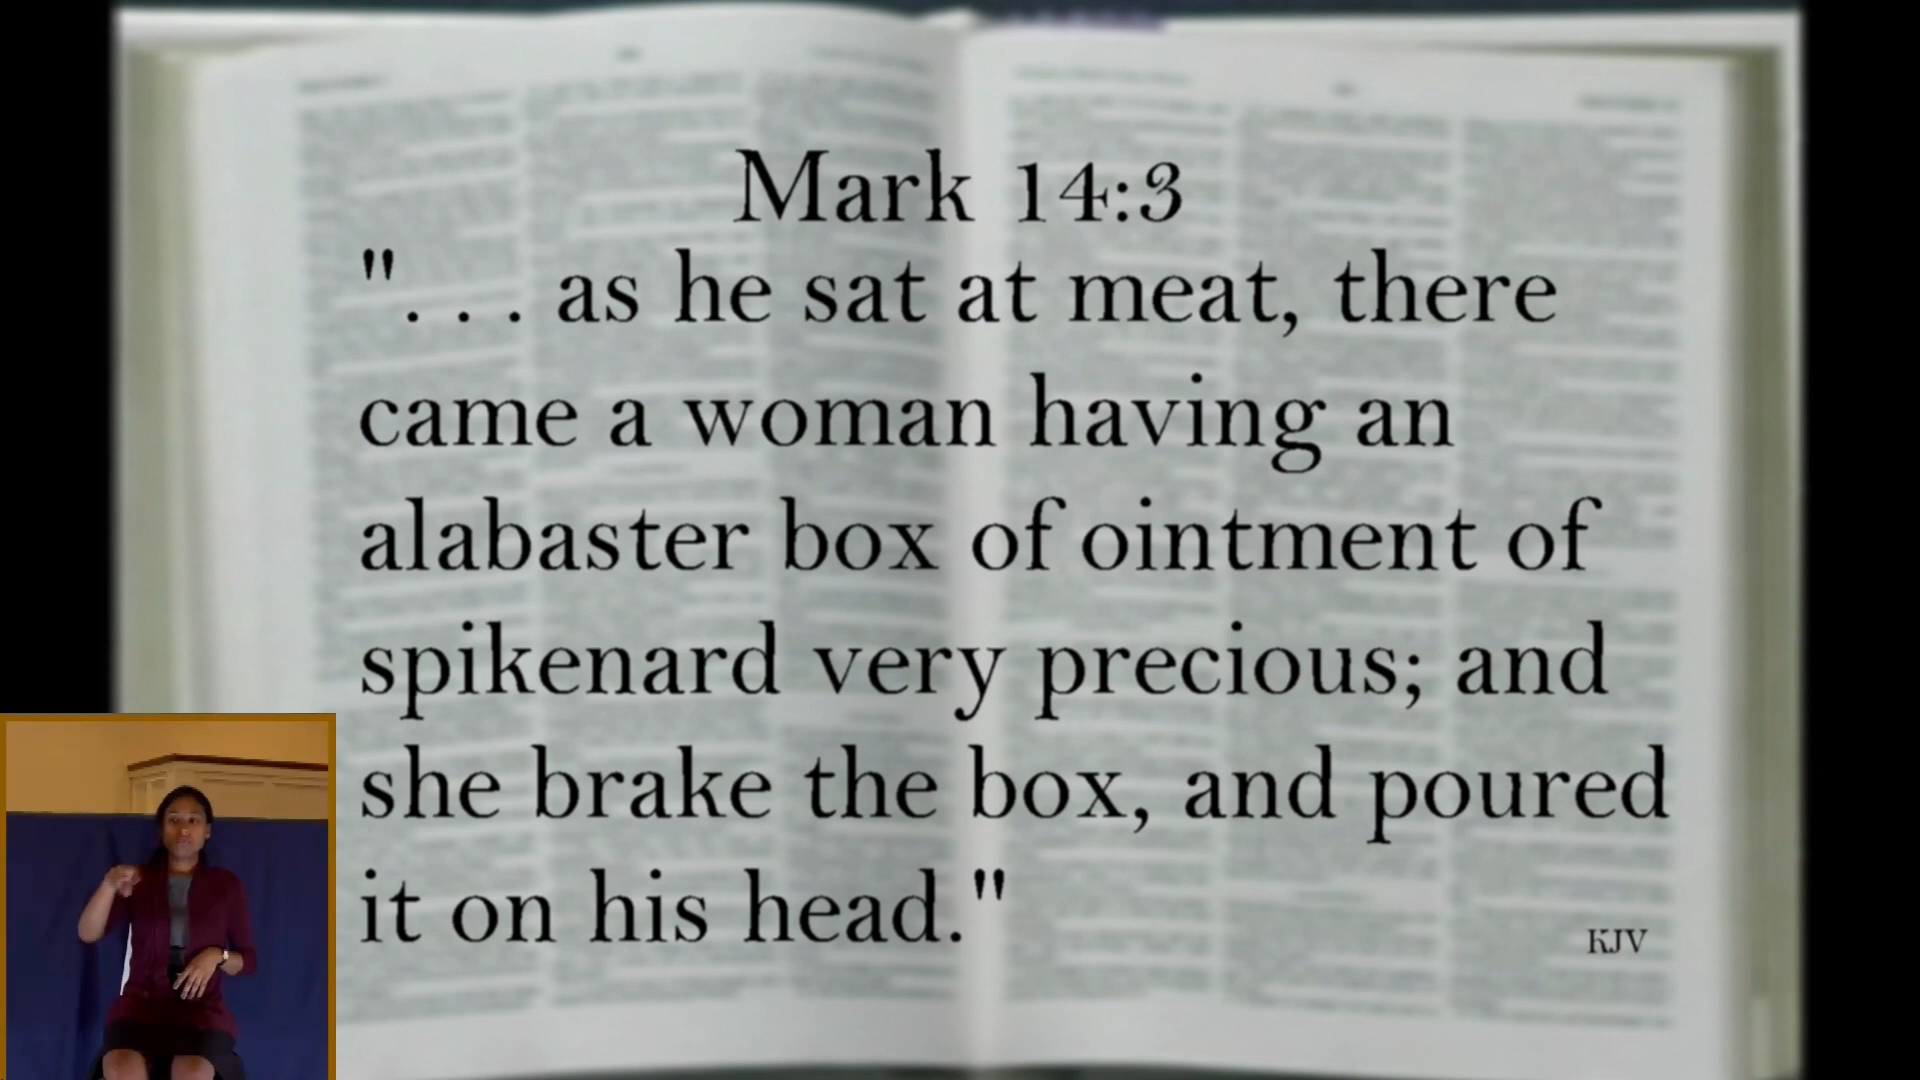 Mark 14:3
". . . as he sat at meat, there
came a woman having an
alabaster box of ointment of
spikenard very precious; and
she brake the box, and poured
it on his head."
KJV